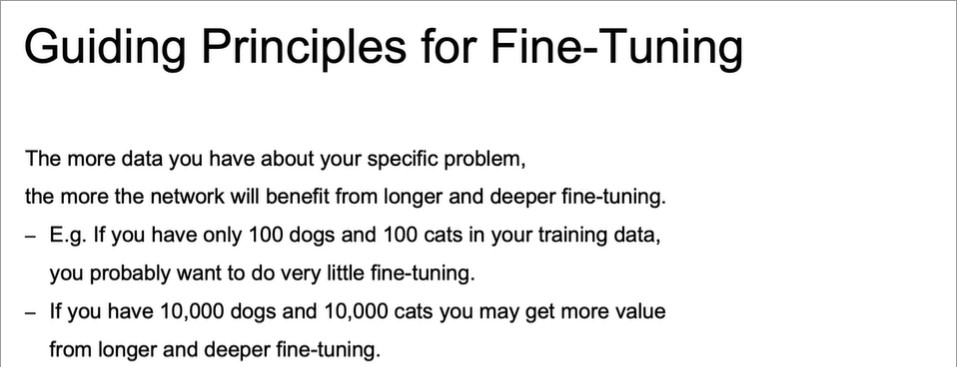 Guiding Principles for Fine-Tuning
The more data you have about your specific problem,
the more the network will benefit from longer and deeper fine-tuning.
– E.g. If you have only 100 dogs and 100 cats in your training data,
you probably want to do very little fine-tuning.
– If you have 10,000 dogs and 10,000 cats you may get more value
from longer and deeper fine-tuning.